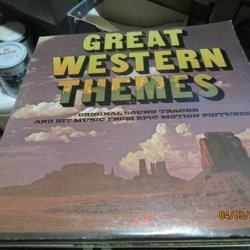 GREAT
WESTERN
THEMES
ORIGINAL SOUND TRACKS
AND HIT MUSIC FROM EPIC MOTION PICTURES